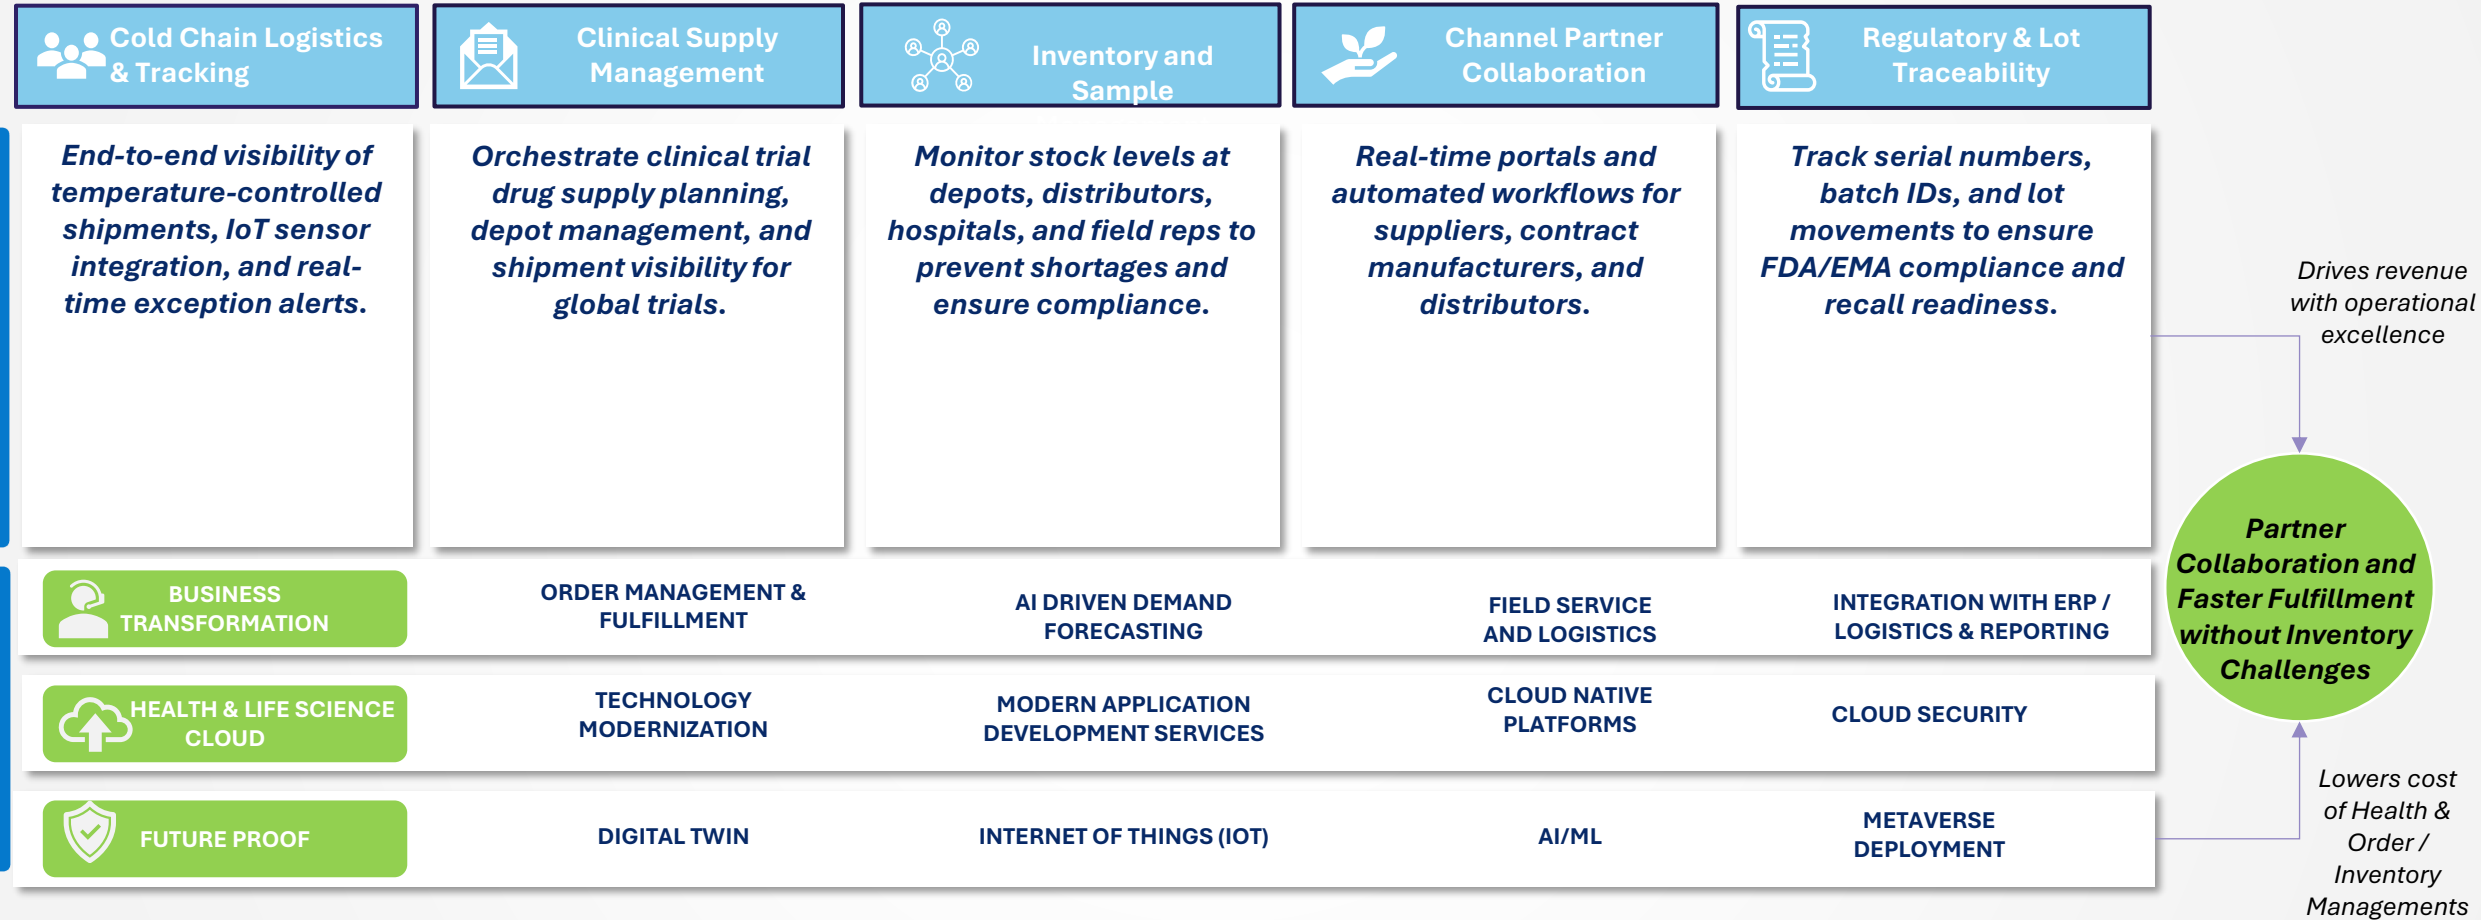 Cold Chain Logistics
& Tracking
Clinical Supply
Management
Inventory and
Sample
Channel Partner
Collaboration
Regulatory & Lot
Traceability
End-to-end visibility of
temperature-controlled
shipments, IoT sensor
integration, and real-
time exception alerts.
Orchestrate clinical trial
drug supply planning,
depot management, and
shipment visibility for
global trials.
Monitor stock levels at
depots, distributors,
hospitals, and field reps to
prevent shortages and
ensure compliance.
Real-time portals and
automated workflows for
suppliers, contract
manufacturers, and
distributors.
Track serial numbers,
batch IDs, and lot
movements to ensure
FDA/EMA compliance and
recall readiness.
Drives revenue
with operational
excellence
Partner
Collaboration and
Faster Fulfillment
without Inventory
Challenges
BUSINESS
TRANSFORMATION
ORDER MANAGEMENT &
FULFILLMENT
AI DRIVEN DEMAND
FORECASTING
FIELD SERVICE
AND LOGISTICS
INTEGRATION WITH ERP /
LOGISTICS & REPORTING
HEALTH & LIFE SCIENCE
CLOUD
TECHNOLOGY
MODERNIZATION
MODERN APPLICATION
DEVELOPMENT SERVICES
CLOUD NATIVE
PLATFORMS
CLOUD SECURITY
FUTURE PROOF
DIGITAL TWIN
INTERNET OF THINGS (IOT)
AI/ML
METAVERSE
DEPLOYMENT
Lowers cost
of Health &
Order /
Inventory
Managements